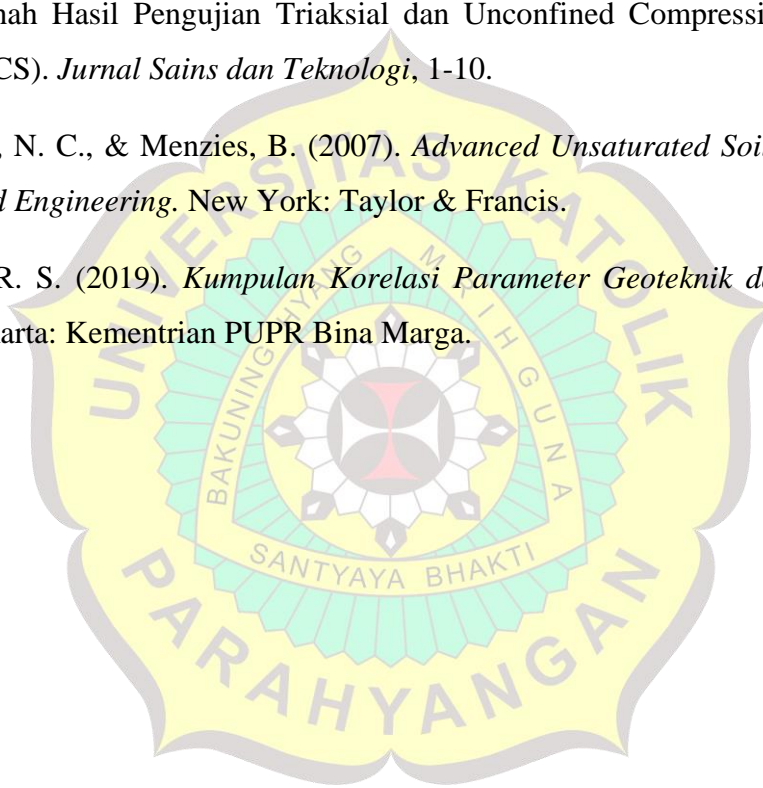 nah Hasil Pengujian Triaksial dan Unconfined Compressi
CS). Jurnal Sains dan Teknologi, 1-10.
, N. C., & Menzies, B. (2007). Advanced Unsaturated Soi
d Engineering. New York: Taylor & Francis.
R. S. (2019). Kumpulan Korelasi Parameter Geoteknik da
arta: Kementrian PUPR Bina Marga.
UNIVERSITAS KATOLIK
BAKUNING HYANG MRIH GUNA
SANTYAYA BHAKTI
PARAHYANGAN